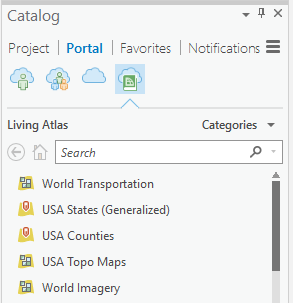 Catalog
Project Portal Favorites Notifications
Living Atlas Categories
Search
World Transportation
USA States (Generalized)
USA Counties
USA Topo Maps
World Imagery